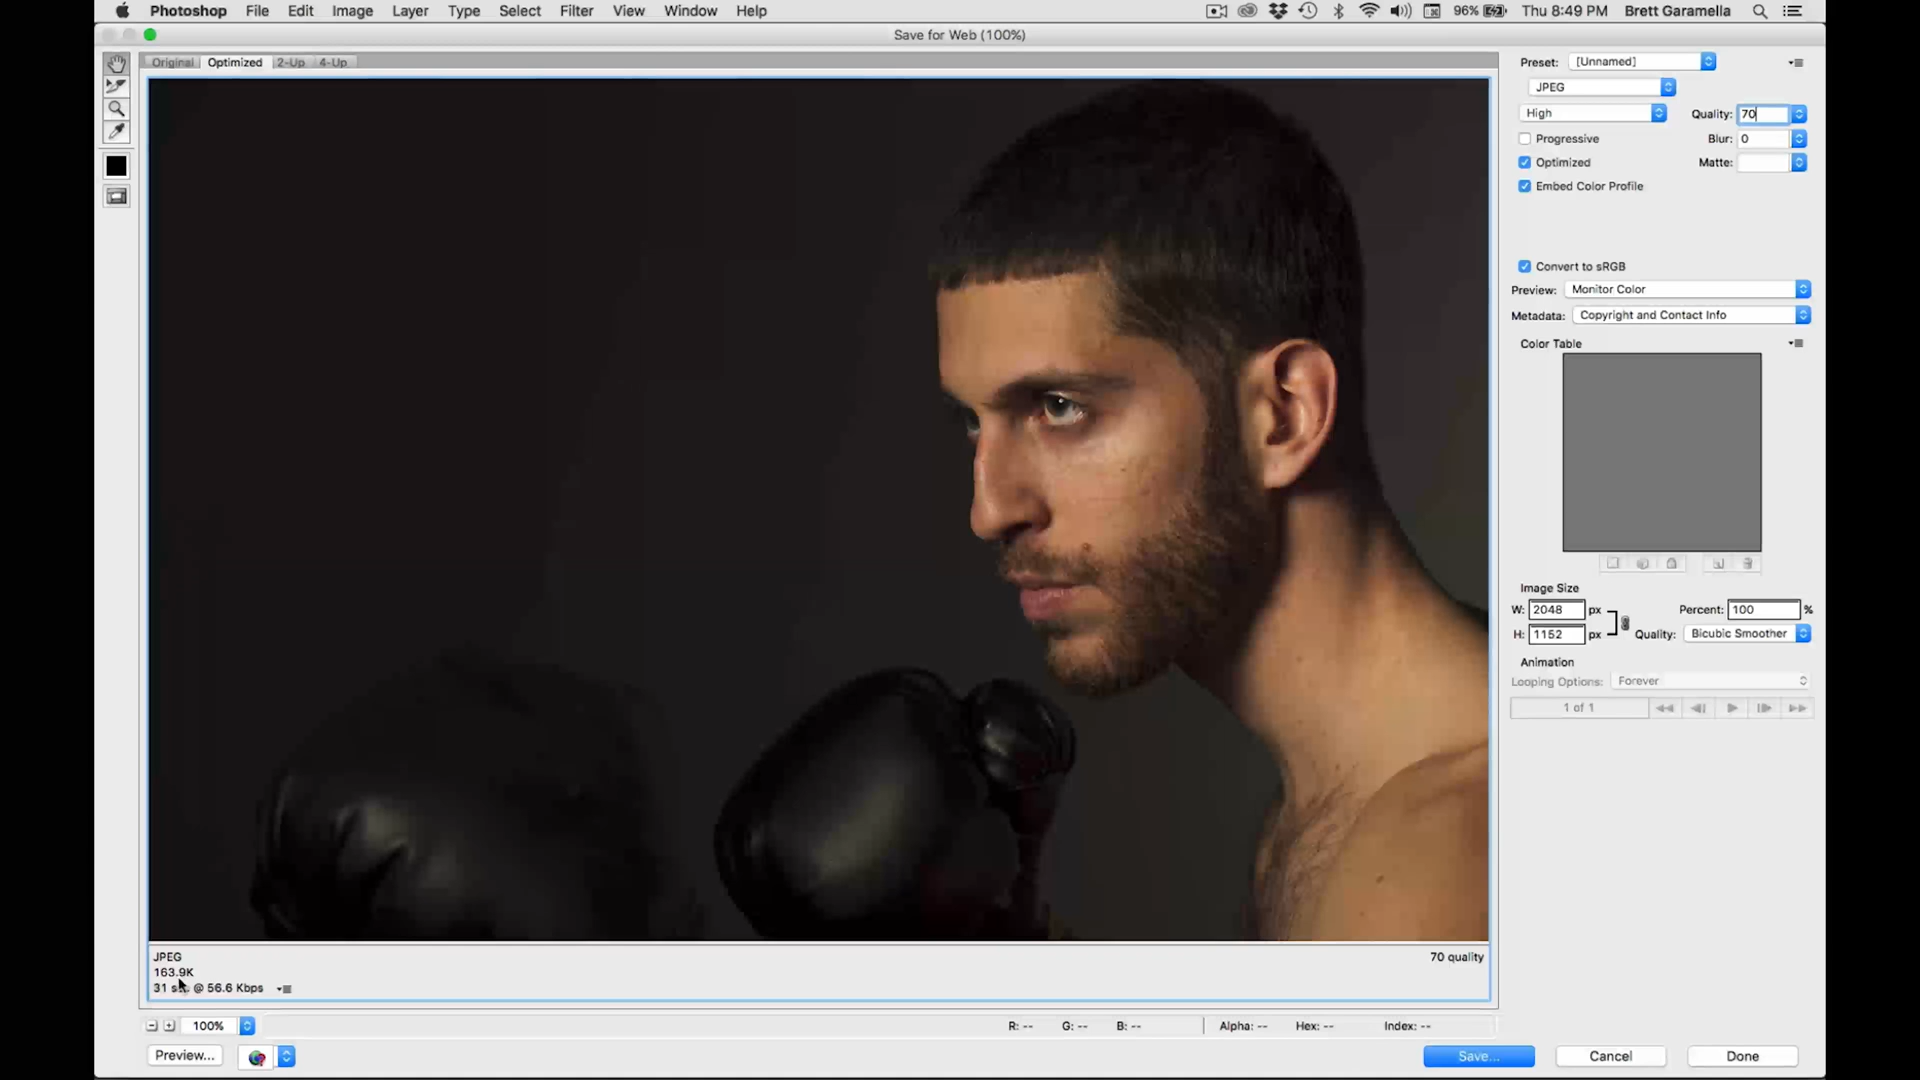 Photoshop File Edit Image Layer Type Select Filter View Window Help 96% Thu 8:49 PM Brett Garamella
Save for Web (100%)
Original Optimized 2-Up 4-Up
Preset: [Unnamed]
JPEG
High Quality: 70
Progressive Blur: 0
Optimized Matte:
Embed Color Profile
Convert to sRGB
Preview: Monitor Color
Metadata: Copyright and Contact Info
Color Table
Image Size
W: 2048 px Percent: 100 %
H: 1152 px Quality: Bicubic Smoother
Animation
Looping Options: Forever
1 of 1
JPEG 70 quality
163.9K
31 @ 56.6 Kbps
100% R: -- G: -- B: -- Alpha: -- Hex: -- Index: --
Preview... Save... Cancel Done